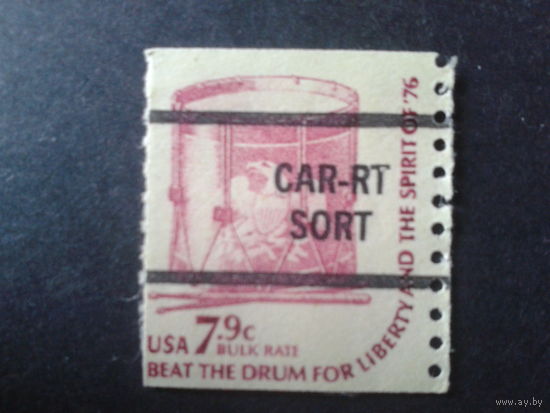 CAR-RT
SORT
USA 7.9c
BULK RATE
BEAT THE DRUM FOR LIBERTY AND THE SPIRIT OF '76
www.ay.by